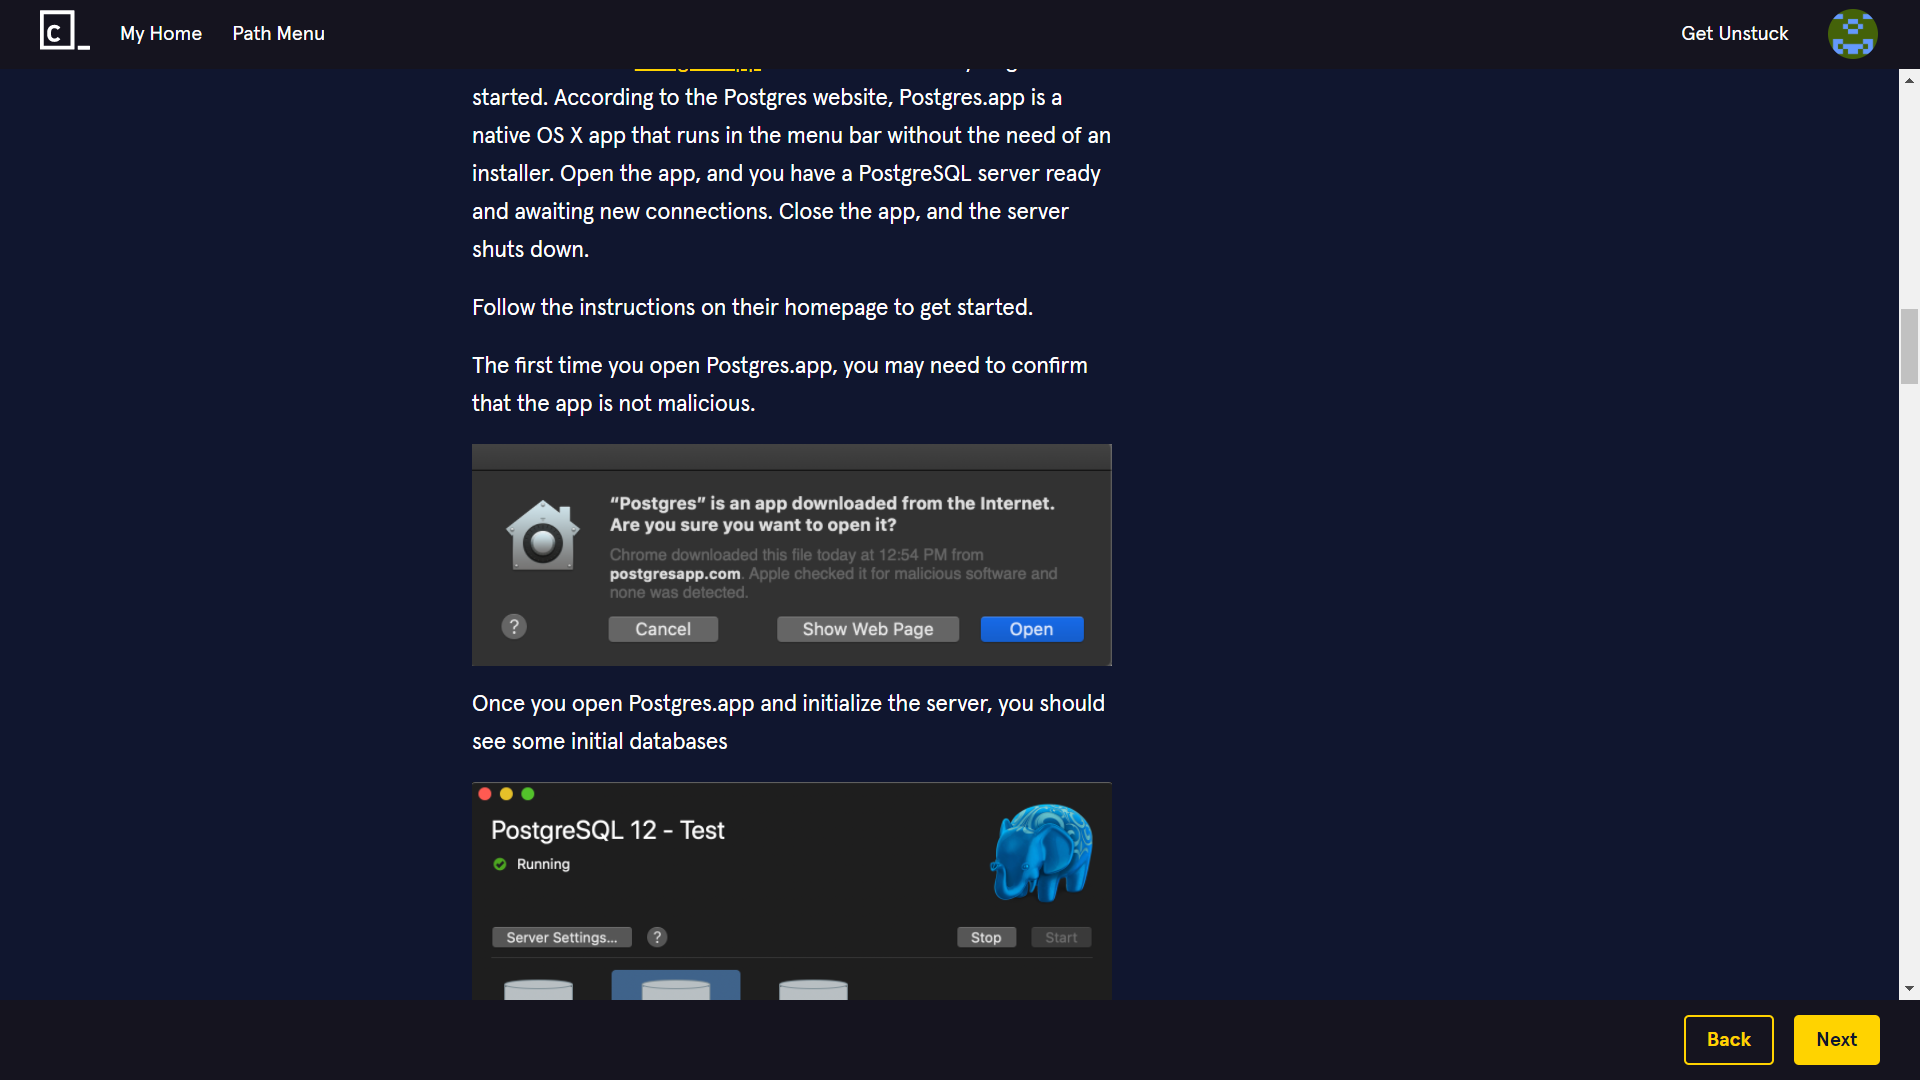 C_
My Home
Path Menu
Get Unstuck
started. According to the Postgres website, Postgres.app is a
native OS X app that runs in the menu bar without the need of an
installer. Open the app, and you have a PostgreSQL server ready
and awaiting new connections. Close the app, and the server
shuts down.
Follow the instructions on their homepage to get started.
The first time you open Postgres.app, you may need to confirm
that the app is not malicious.
“Postgres” is an app downloaded from the Internet.
Are you sure you want to open it?
Chrome downloaded this file today at 12:54 PM from
postgresapp.com. Apple checked it for malicious software and
none was detected.
?
Cancel
Show Web Page
Open
Once you open Postgres.app and initialize the server, you should
see some initial databases
PostgreSQL 12 - Test
Running
Server Settings...
?
Stop
Start
Back
Next